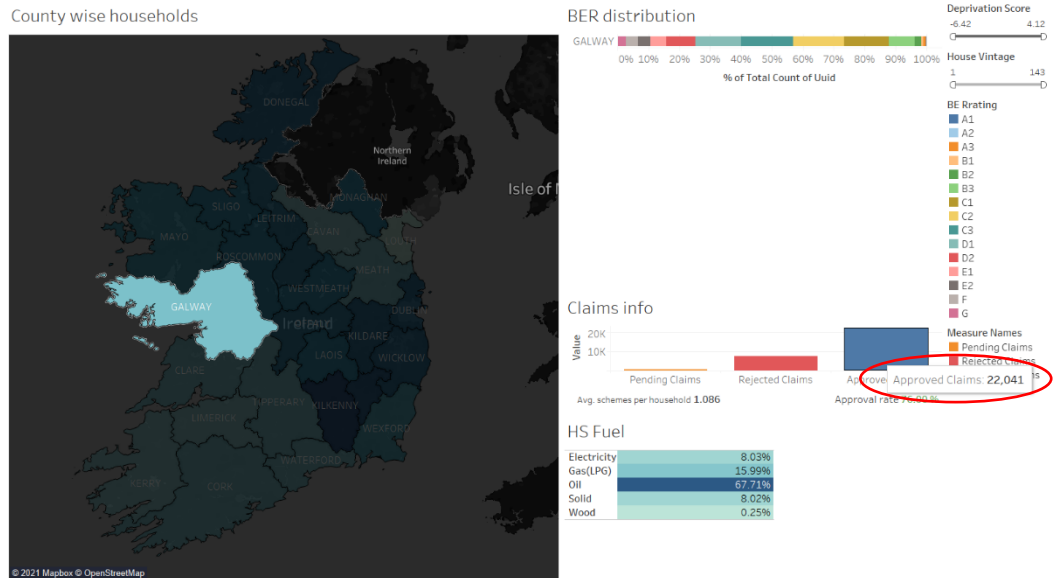 County wise households
DONEGAL
Northern
Ireland
Isle of
MONAGHAN
SLIGO
LEITRIM
CAVAN
MAYO
ROSCOMMON
MEATH
WESTMEATH
GALWAY
DUBLIN
Ireland
KILDARE
LAOIS
WICKLOW
CLARE
TIPPERARY
KILKENNY
LIMERICK
WEXFORD
WATERFORD
KERRY
CORK
© 2021 Mapbox © OpenStreetMap
BER distribution
GALWAY
0% 10% 20% 30% 40% 50% 60% 70% 80% 90% 100%
% of Total Count of Uuid
Claims info
Value
20K
10K
Pending Claims Rejected Claims
Approved Claims: 22,041
Avg. schemes per household 1.086
Approval rate
HS Fuel
Electricity 8.03%
Gas(LPG) 15.99%
Oil 67.71%
Solid 8.02%
Wood 0.25%
Deprivation Score
-6.42 4.12
House Vintage
1 143
BE Rrating
A1
A2
A3
B1
B2
B3
C1
C2
C3
D1
D2
E1
E2
F
G
Measure Names
Pending Claims
Rejected Claims